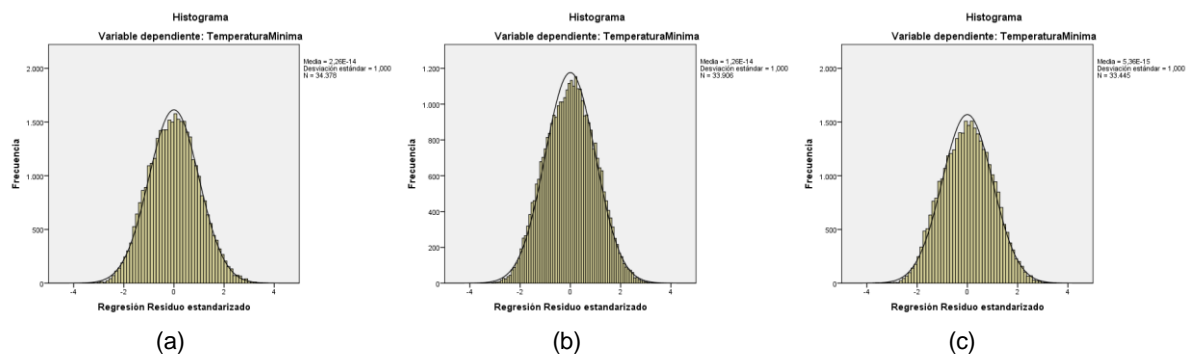 Histograma
Variable dependiente: TemperaturaMinima
Media = 2,26E-14
Desviación estándar = 1,000
N = 34.378
Frecuencia
2.000
1.500
1.000
500
0
-4 -2 0 2 4
Regresión Residuo estandarizado
(a)
Histograma
Variable dependiente: TemperaturaMinima
Media = 1,26E-14
Desviación estándar = 1,000
N = 33.906
Frecuencia
1.200
1.000
800
600
400
200
0
-4 -2 0 2 4
Regresión Residuo estandarizado
(b)
Histograma
Variable dependiente: TemperaturaMinima
Media = 5,36E-15
Desviación estándar = 1,000
N = 33.445
Frecuencia
2.000
1.500
1.000
500
0
-4 -2 0 2 4
Regresión Residuo estandarizado
(c)